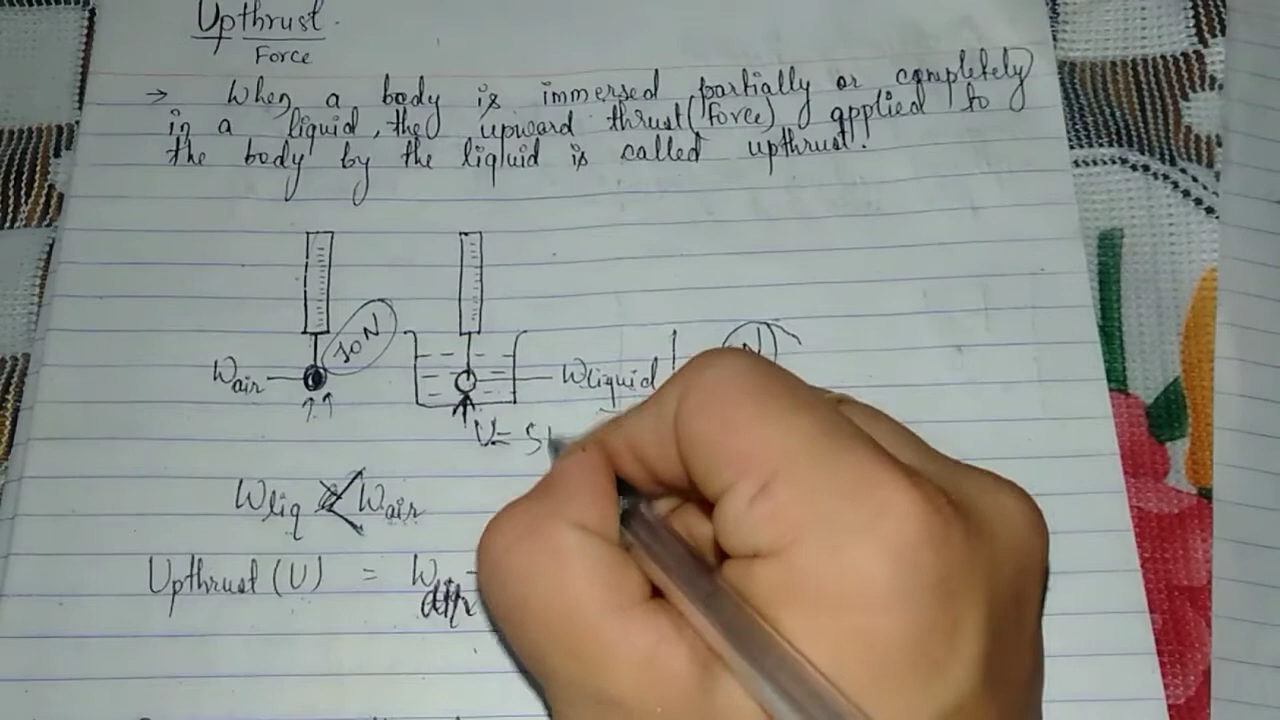 Upthrust
Force
→ When a body is immersed partially or completely
in a liquid, the upward thrust (Force) applied to
the body by the liquid is called upthrust.
10N
Wair
Wliquid
U=
Wliq < Wair
Upthrust (U) = W